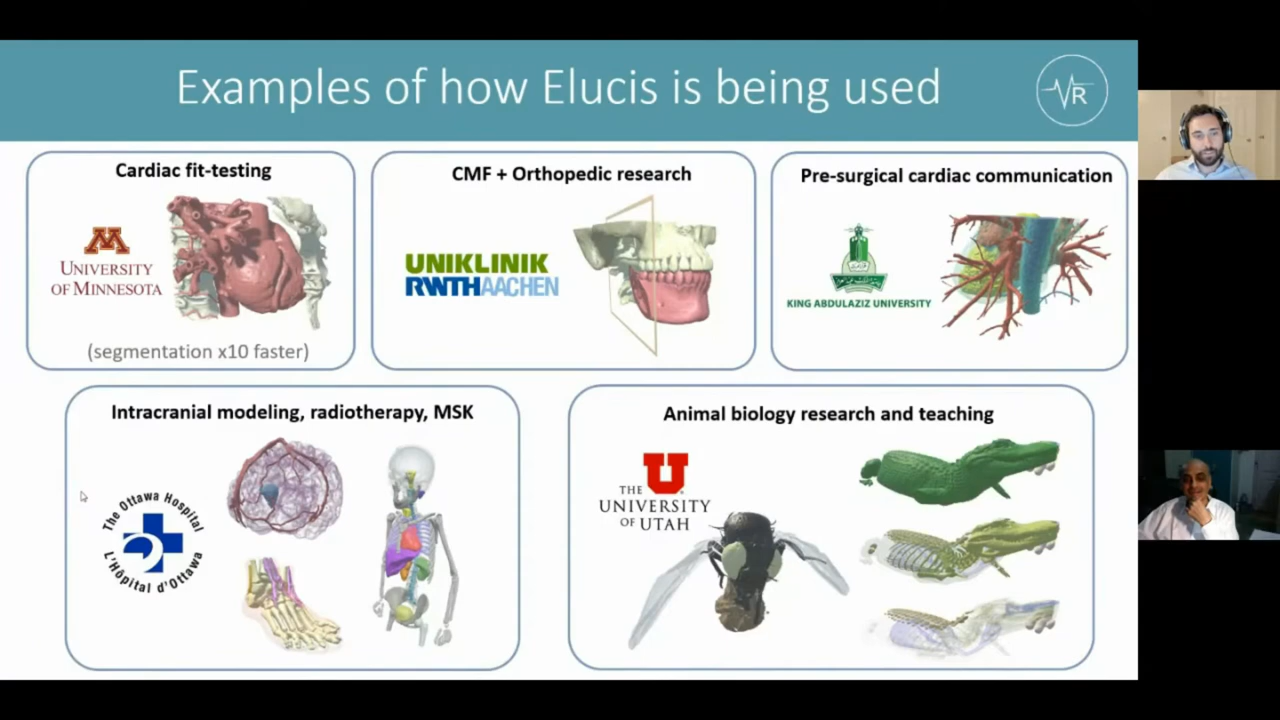 Examples of how Elucis is being used
R
Cardiac fit-testing
M
UNIVERSITY
OF MINNESOTA
(segmentation x10 faster)
CMF + Orthopedic research
UNIKLINIK
RWTHAACHEN
Pre-surgical cardiac communication
KING ABDULAZIZ UNIVERSITY
Intracranial modeling, radiotherapy, MSK
The Ottawa Hospital
L'Hôpital d'Ottawa
Animal biology research and teaching
U
THE
UNIVERSITY
OF UTAH